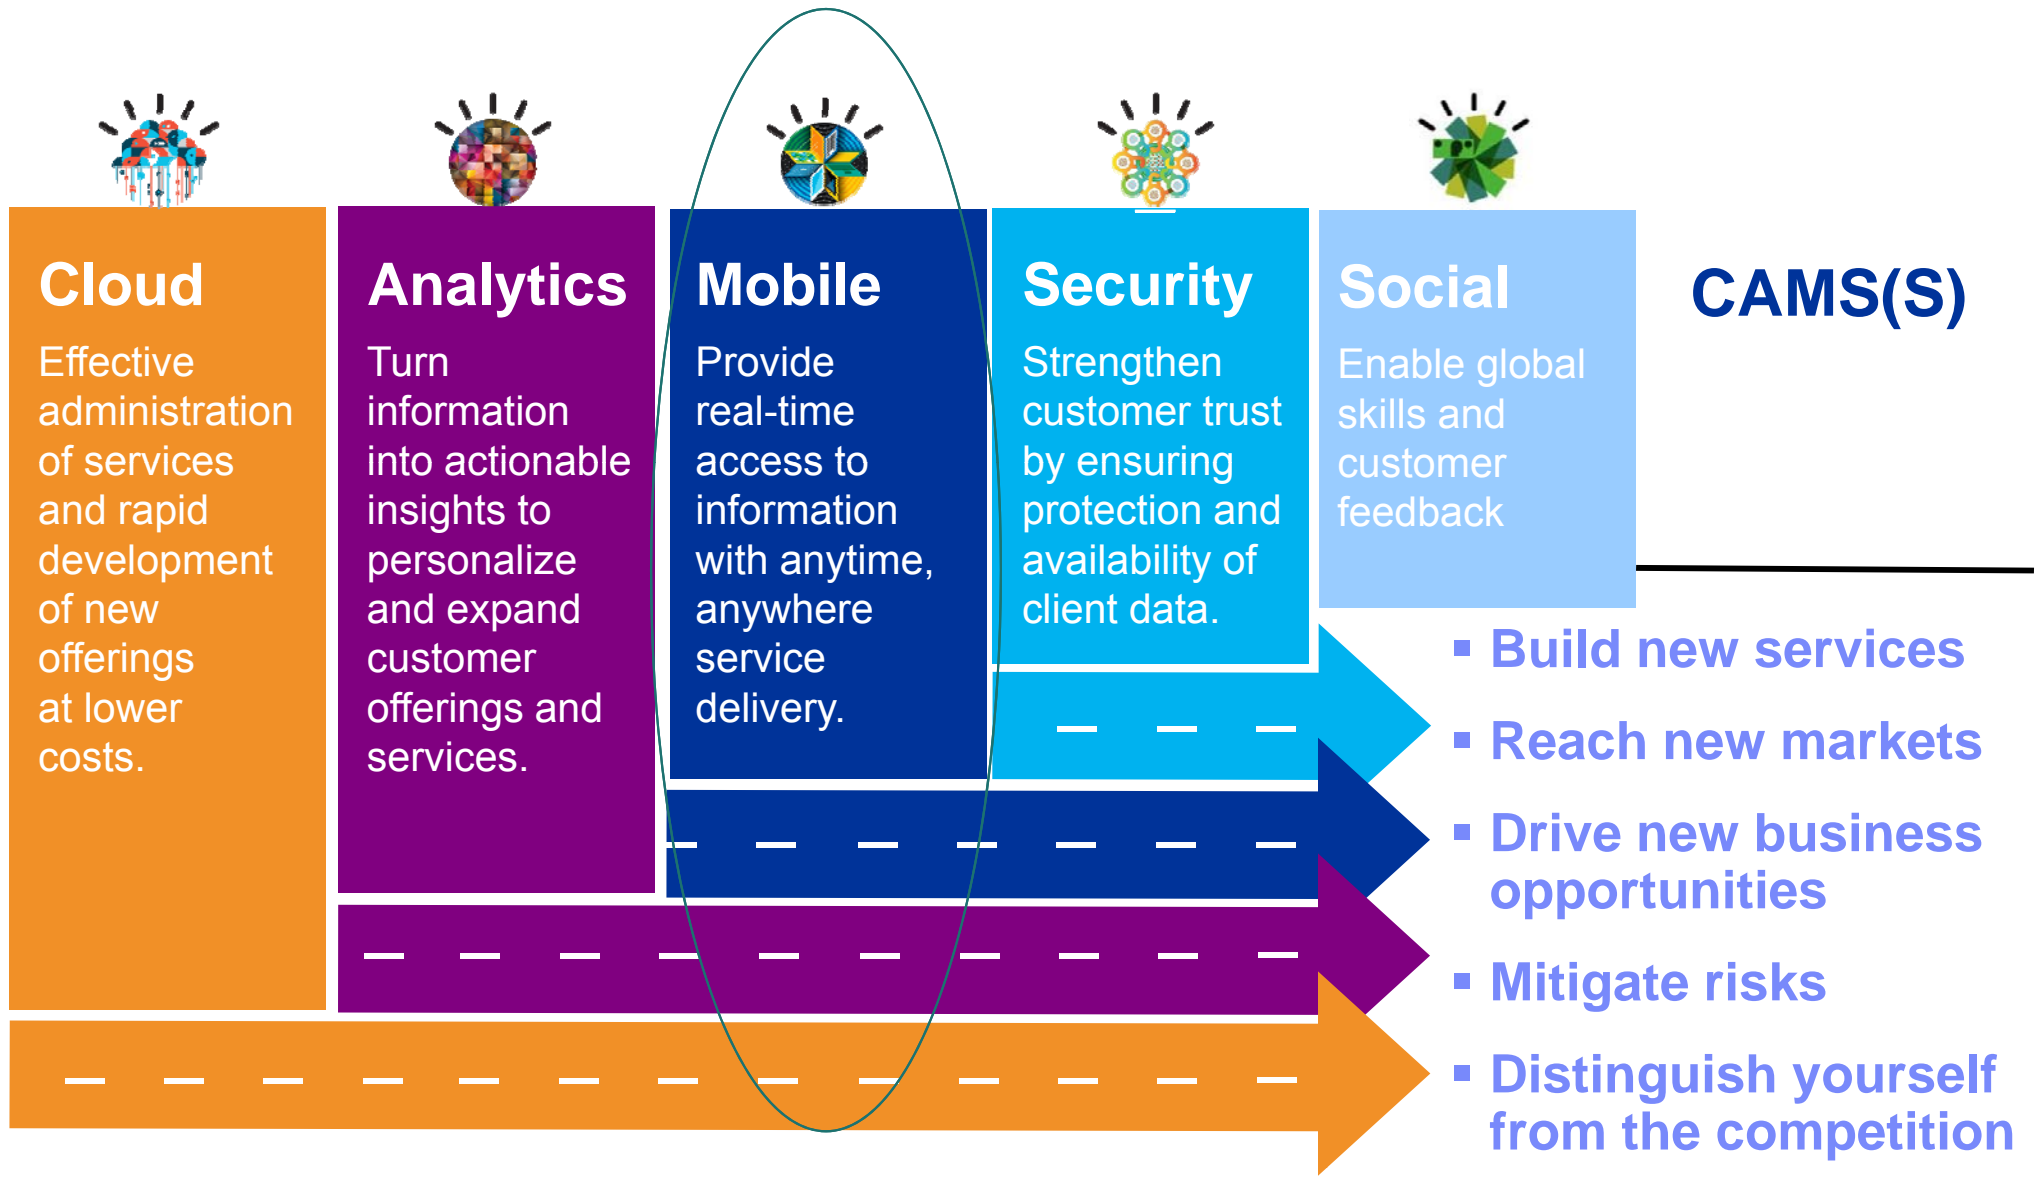 Cloud
Effective
administration
of services
and rapid
development
of new
offerings
at lower
costs.
Analytics
Turn
information
into actionable
insights to
personalize
and expand
customer
offerings and
services.
Mobile
Provide
real-time
access to
information
with anytime,
anywhere
service
delivery.
Security
Strengthen
customer trust
by ensuring
protection and
availability of
client data.
Social
Enable global
skills and
customer
feedback
CAMS(S)
▪ Build new services
▪ Reach new markets
▪ Drive new business
opportunities
▪ Mitigate risks
▪ Distinguish yourself
from the competition